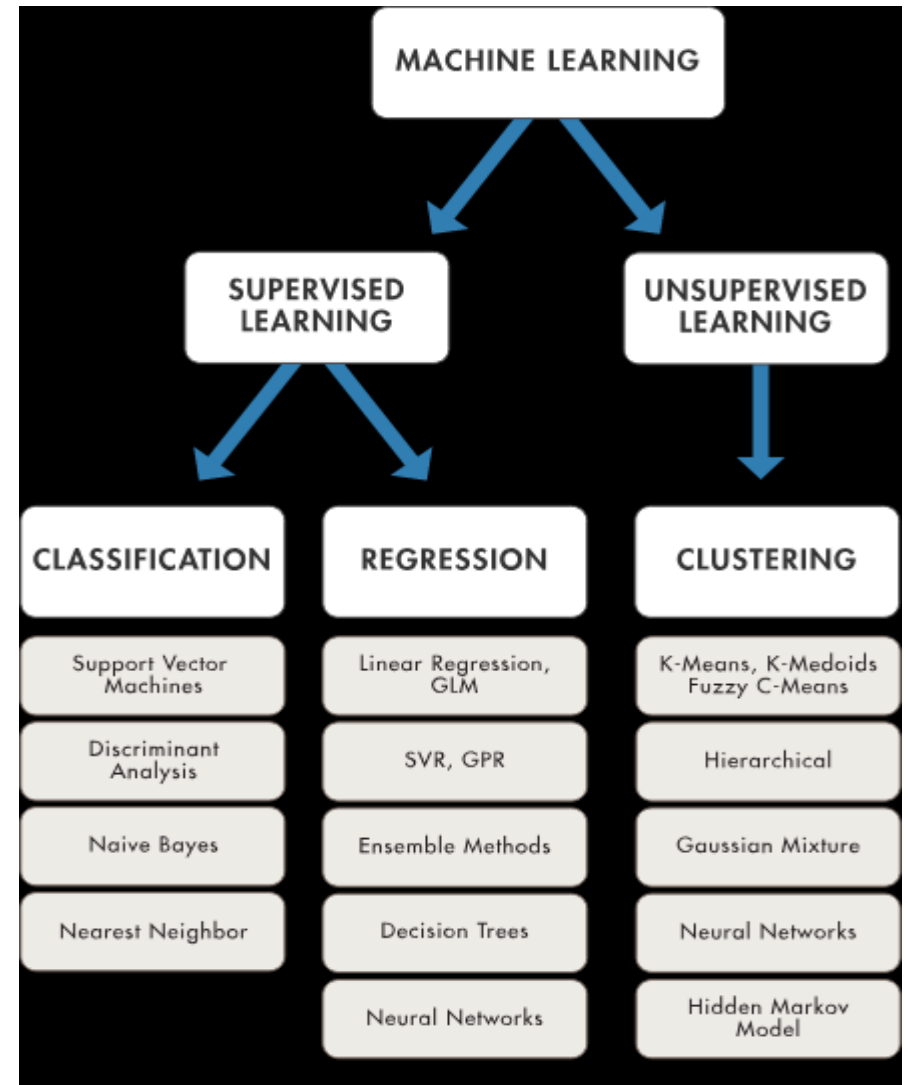 MACHINE LEARNING
SUPERVISED
LEARNING
UNSUPERVISED
LEARNING
CLASSIFICATION
Support Vector
Machines
Discriminant
Analysis
Naive Bayes
Nearest Neighbor
REGRESSION
Linear Regression,
GLM
SVR, GPR
Ensemble Methods
Decision Trees
Neural Networks
CLUSTERING
K-Means, K-Medoids
Fuzzy C-Means
Hierarchical
Gaussian Mixture
Neural Networks
Hidden Markov
Model